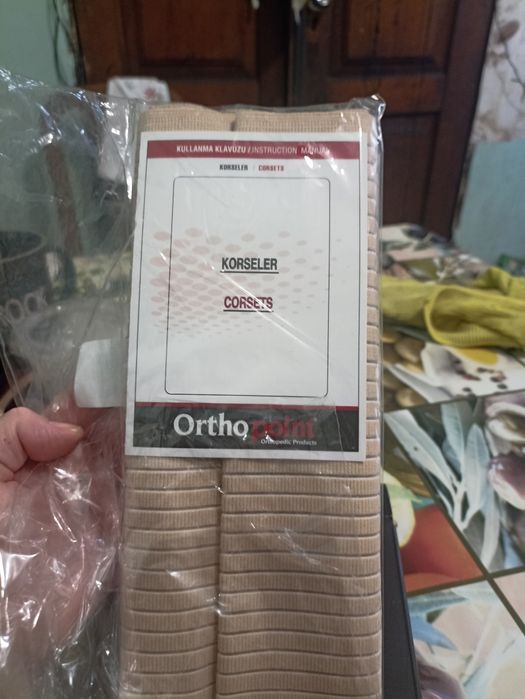 KULLANMA KLAVUZU / INSTRUCTION MANUAL
KORSELER | CORSETS
KORSELER
CORSETS
Orthopoint
Orthopedic Products